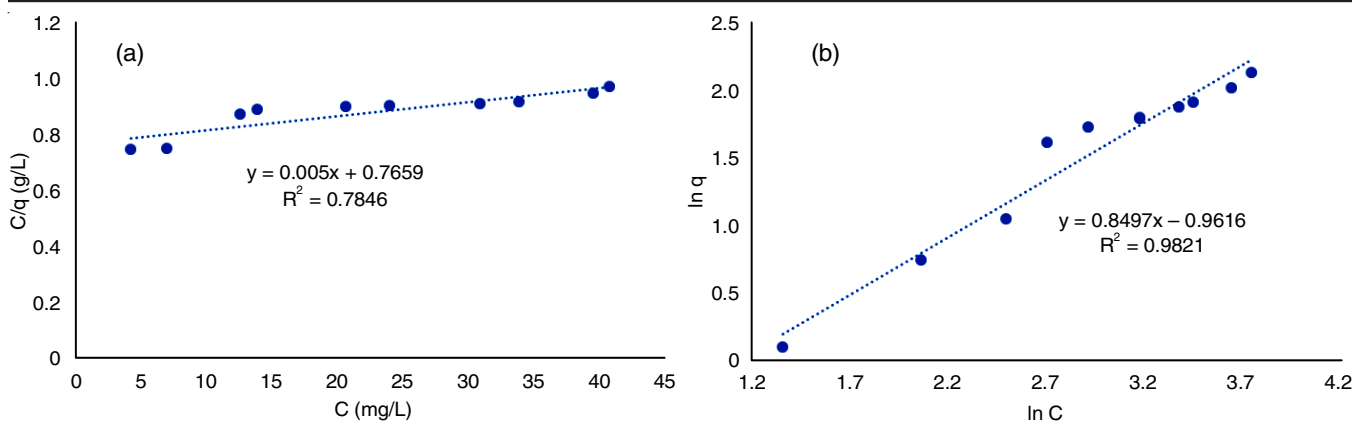 (a)
C/q (g/L)
1.2
1.0
0.8
0.6
0.4
0.2
0
y = 0.005x + 0.7659
R² = 0.7846
0 5 10 15 20 25 30 35 40 45
C (mg/L)
(b)
ln q
2.5
2.0
1.5
1.0
0.5
0
y = 0.8497x – 0.9616
R² = 0.9821
1.2 1.7 2.2 2.7 3.2 3.7 4.2
ln C